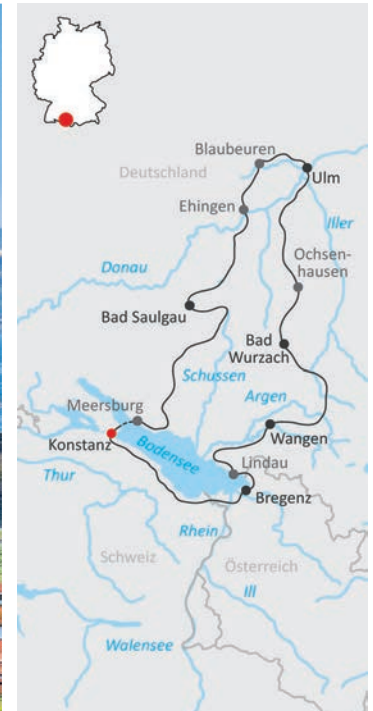 Blaubeuren
Deutschland
Ulm
Ehingen
Iller
Donau
Ochsen-
hausen
Bad Saulgau
Bad
Wurzach
Schussen
Argen
Meersburg
Konstanz
Bodensee
Wangen
Thur
Lindau
Bregenz
Rhein
Schweiz
Österreich
Ill
Walensee